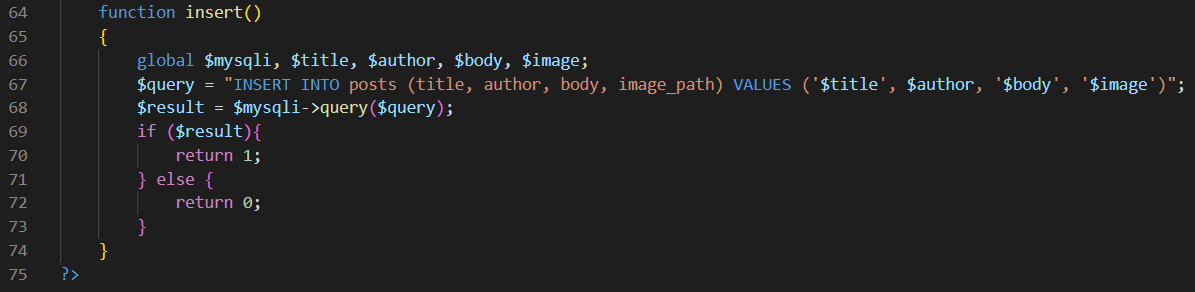 64 function insert()
65 {
66 global $mysqli, $title, $author, $body, $image;
67 $query = "INSERT INTO posts (title, author, body, image_path) VALUES ('$title', $author, '$body', '$image')";
68 $result = $mysqli->query($query);
69 if ($result){
70 return 1;
71 } else {
72 return 0;
73 }
74 }
75 ?>